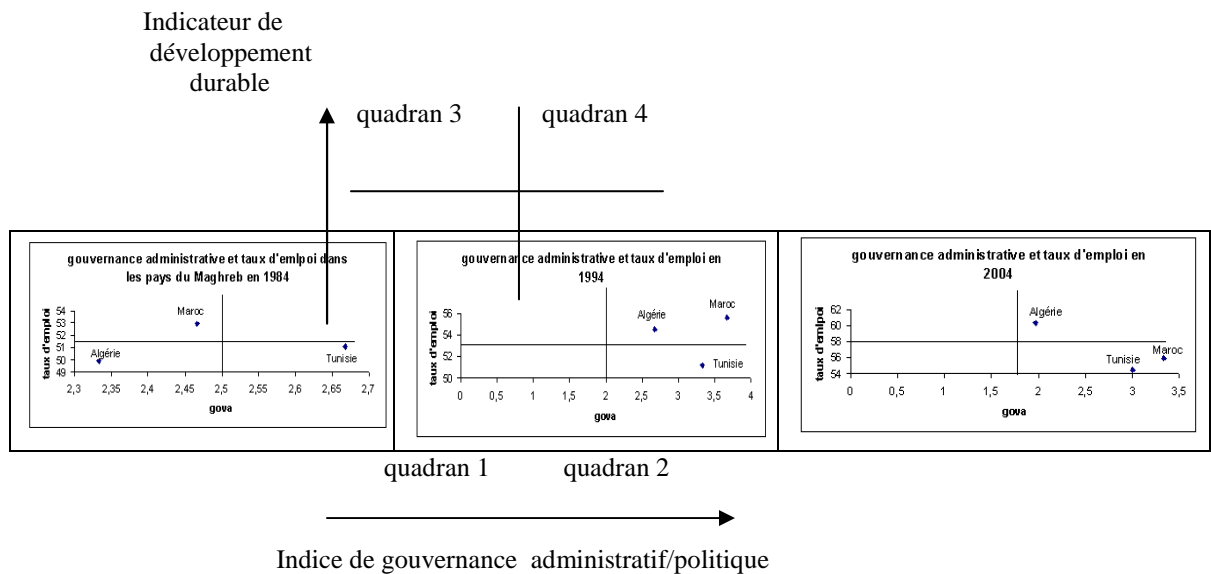 Indicateur de
développement
durable
quadran 3
quadran 4
gouvernance administrative et taux d'emlpoi dans
les pays du Maghreb en 1984
taux d'emploi
54
53
52
51
50
49
Maroc
Algérie
Tunisie
2,3 2,35 2,4 2,45 2,5 2,55 2,6 2,65 2,7
gova
gouvernance administrative et taux d'emploi en
1994
taux d'emploi
56
54
52
50
Algérie
Maroc
Tunisie
0 0,5 1 1,5 2 2,5 3 3,5 4
gova
gouvernance administrative et taux d'emploi en
2004
taux d'emlpoi
62
60
58
56
54
Algérie
Tunisie
Maroc
0 0,5 1 1,5 2 2,5 3 3,5
gova
quadran 1
quadran 2
Indice de gouvernance administratif/politique